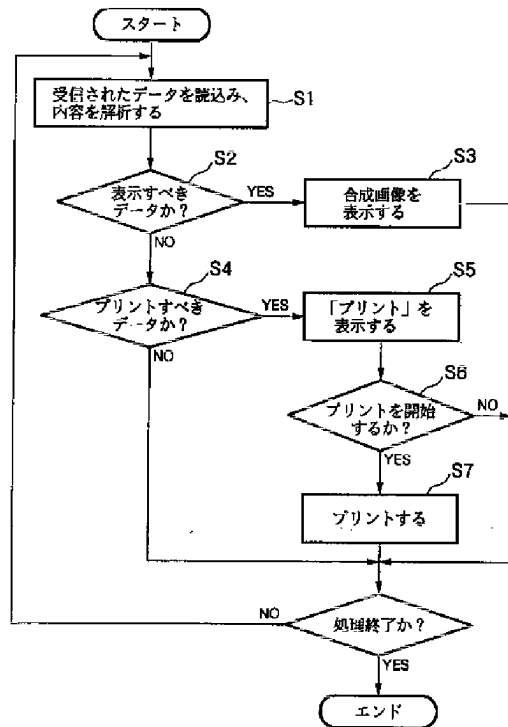 スタート
受信されたデータを読込み、
内容を解析する
S1
S2
表示すべき
データか?
YES
NO
S3
合成画像を
表示する
S4
プリントすべき
データか?
YES
NO
S5
「プリント」を
表示する
S6
プリントを開始
するか?
NO
YES
S7
プリントする
処理終了か?
NO
YES
エンド